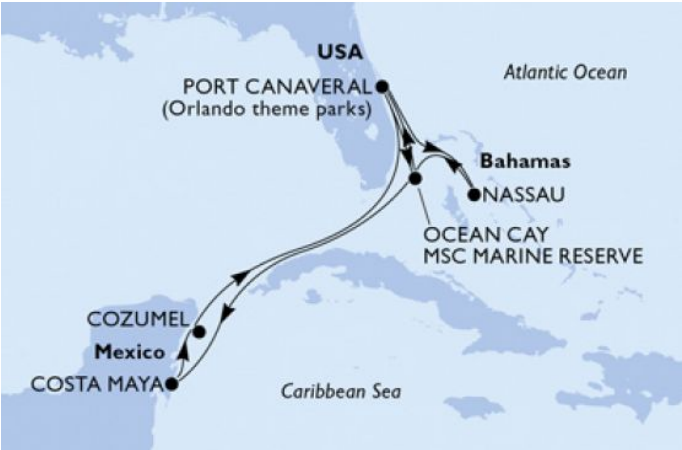 USA
PORT CANAVERAL
(Orlando theme parks)
Atlantic Ocean
Bahamas
NASSAU
OCEAN CAY
MSC MARINE RESERVE
COZUMEL
Mexico
COSTA MAYA
Caribbean Sea